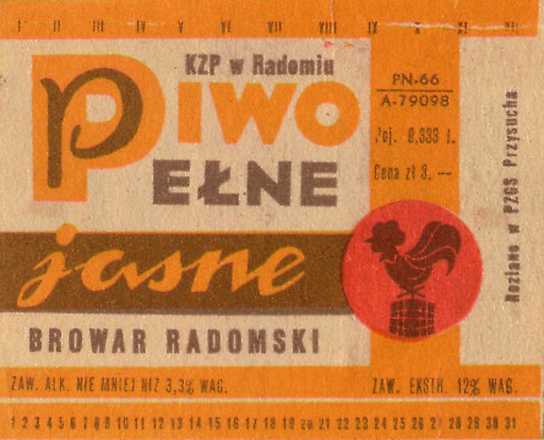 I II III IV V VI VII VIII IX X XI XII
KZP w Radomiu
PIWO
PEŁNE
jasne
BROWAR RADOMSKI
PN-66
A-79098
Poj. 0,333 l.
Cena zł 3.—
Rozlano w PZGS Przysucha
ZAW. ALK. NIE MNIEJ NIŻ 3,3% WAG.
ZAW. EKSTR. 12% WAG.
1 2 3 4 5 6 7 8 9 10 11 12 13 14 15 16 17 18 19 20 21 22 23 24 25 26 27 28 29 30 31